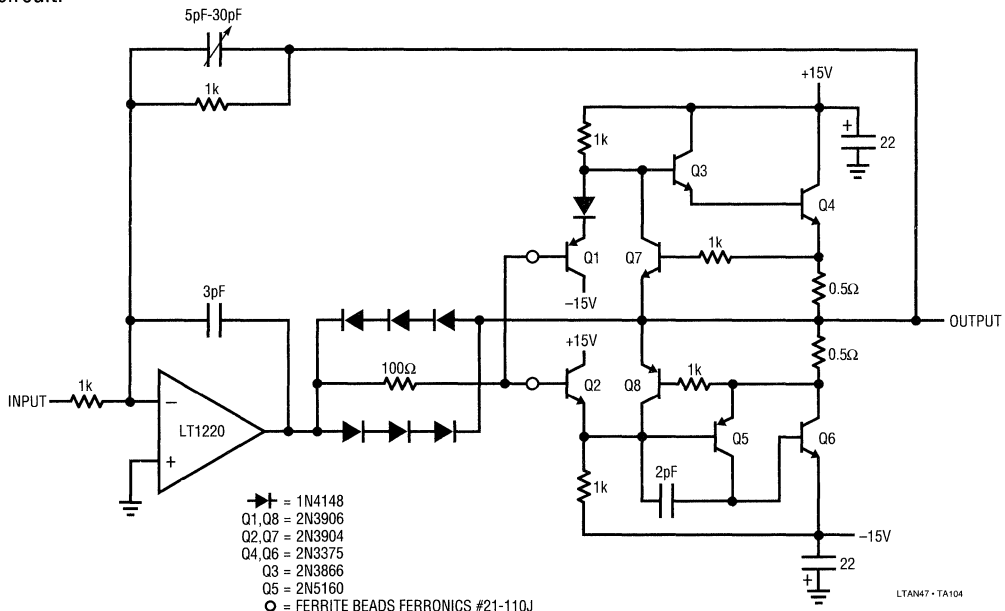 5pF-30pF
1k
+15V
1k
+
22
Q3
Q4
Q1
Q7
1k
–15V
0.5Ω
3pF
OUTPUT
+15V
100Ω
0.5Ω
1k
Q2
Q8
1k
INPUT
–
LT1220
+
Q5
Q6
1k
2pF
–15V
22
+
= 1N4148
Q1,Q8 = 2N3906
Q2,Q7 = 2N3904
Q4,Q6 = 2N3375
Q3 = 2N3866
Q5 = 2N5160
= FERRITE BEADS FERRONICS #21-110J
LTAN47 • TA104